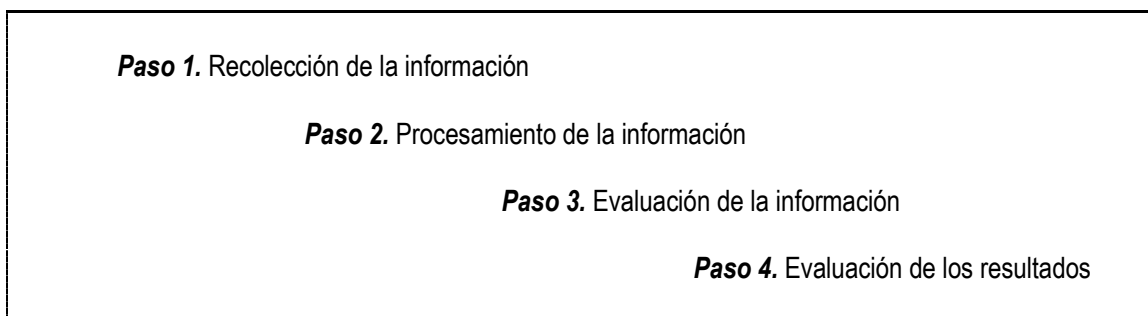 Paso 1. Recolección de la información
Paso 2. Procesamiento de la información
Paso 3. Evaluación de la información
Paso 4. Evaluación de los resultados